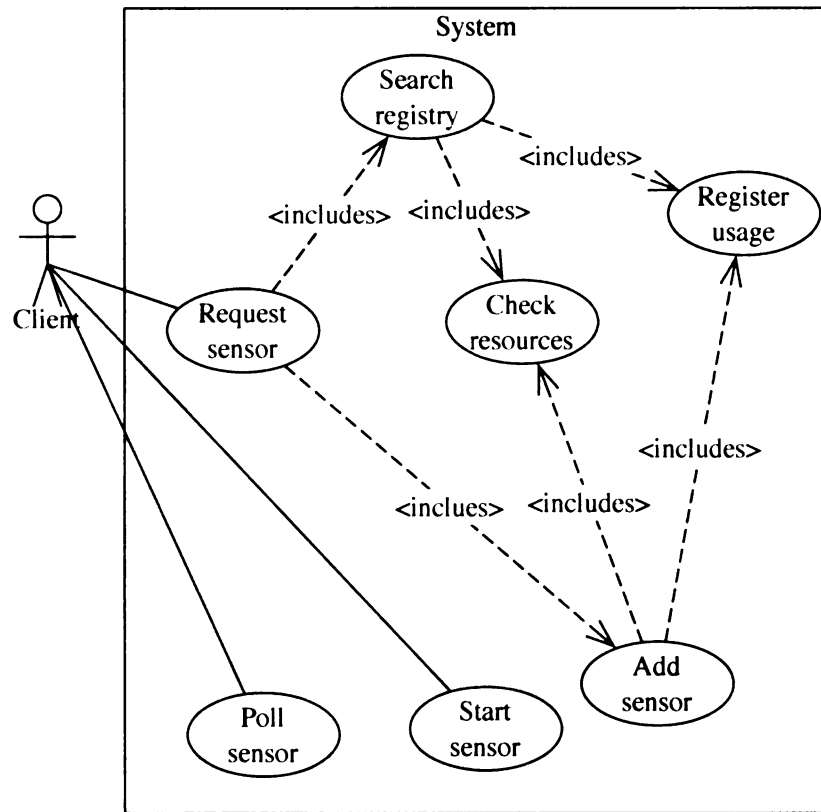 System
Search
registry
<includes>
Register
usage
<includes>
<includes>
Client
Request
sensor
Check
resources
<includes>
<inclues>
<includes>
Add
sensor
Poll
sensor
Start
sensor